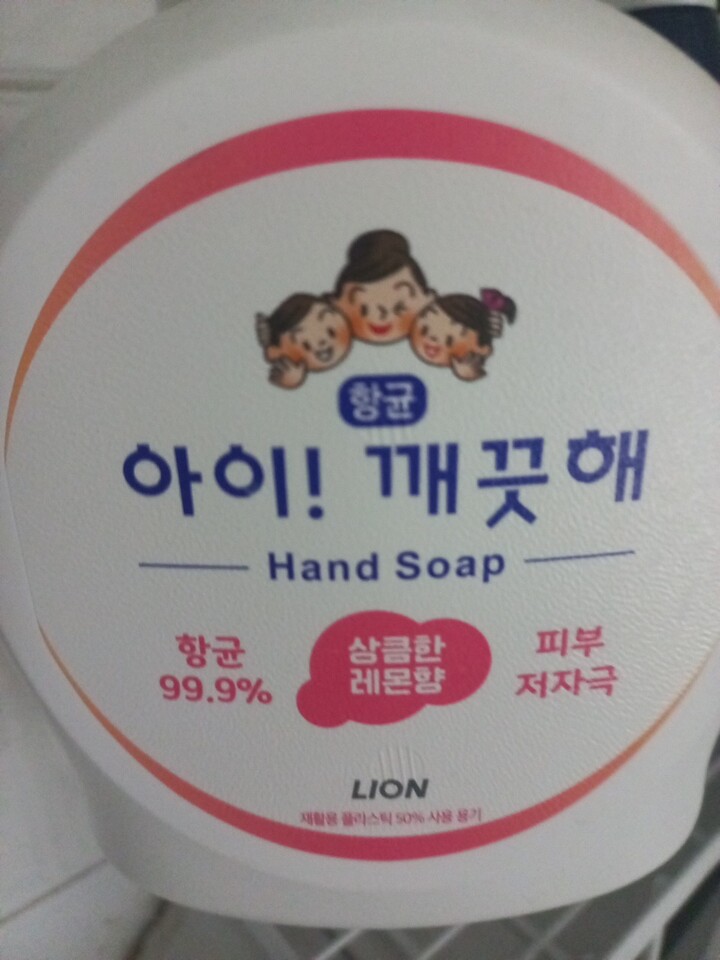 항균
아이! 깨끗해
Hand Soap
항균
99.9%
상큼한
레몬향
피부
저자극
LION
재활용 플라스틱 50% 사용 용기